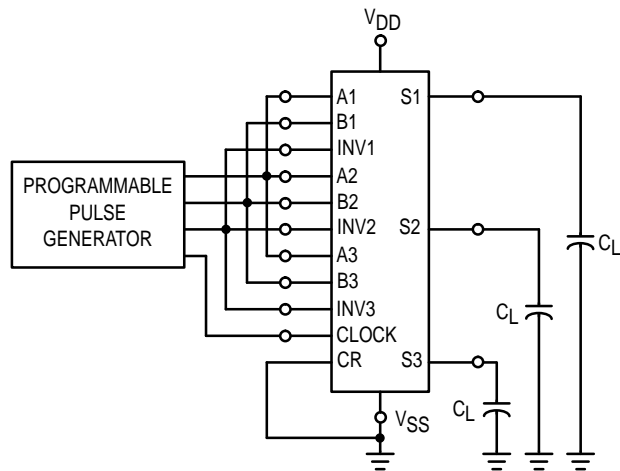 VDD
A1
S1
B1
INV1
PROGRAMMABLE
PULSE
GENERATOR
A2
B2
INV2
S2
A3
CL
B3
INV3
CL
CLOCK
CR
S3
CL
VSS